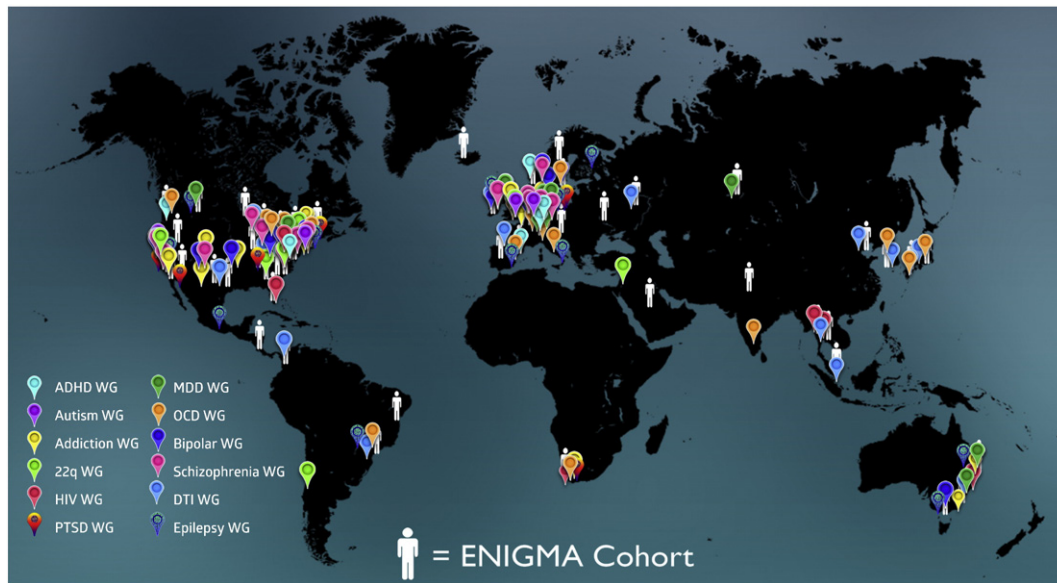 ADHD WG
Autism WG
Addiction WG
22q WG
HIV WG
PTSD WG
MDD WG
OCD WG
Bipolar WG
Schizophrenia WG
DTI WG
Epilepsy WG
= ENIGMA Cohort